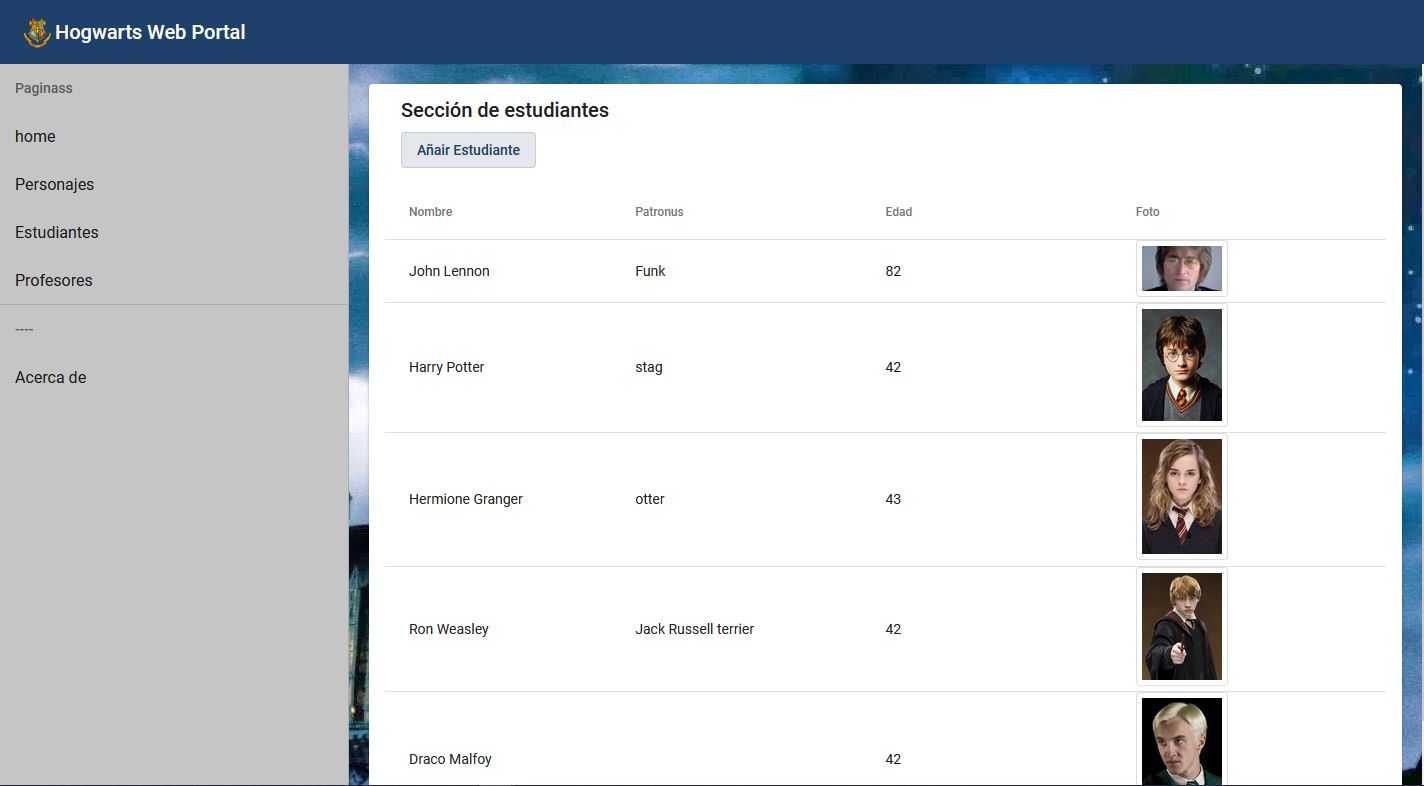 Hogwarts Web Portal
Paginass
home
Personajes
Estudiantes
Profesores
----
Acerca de
Sección de estudiantes
Añair Estudiante
Nombre Patronus Edad Foto
John Lennon Funk 82
Harry Potter stag 42
Hermione Granger otter 43
Ron Weasley Jack Russell terrier 42
Draco Malfoy 42